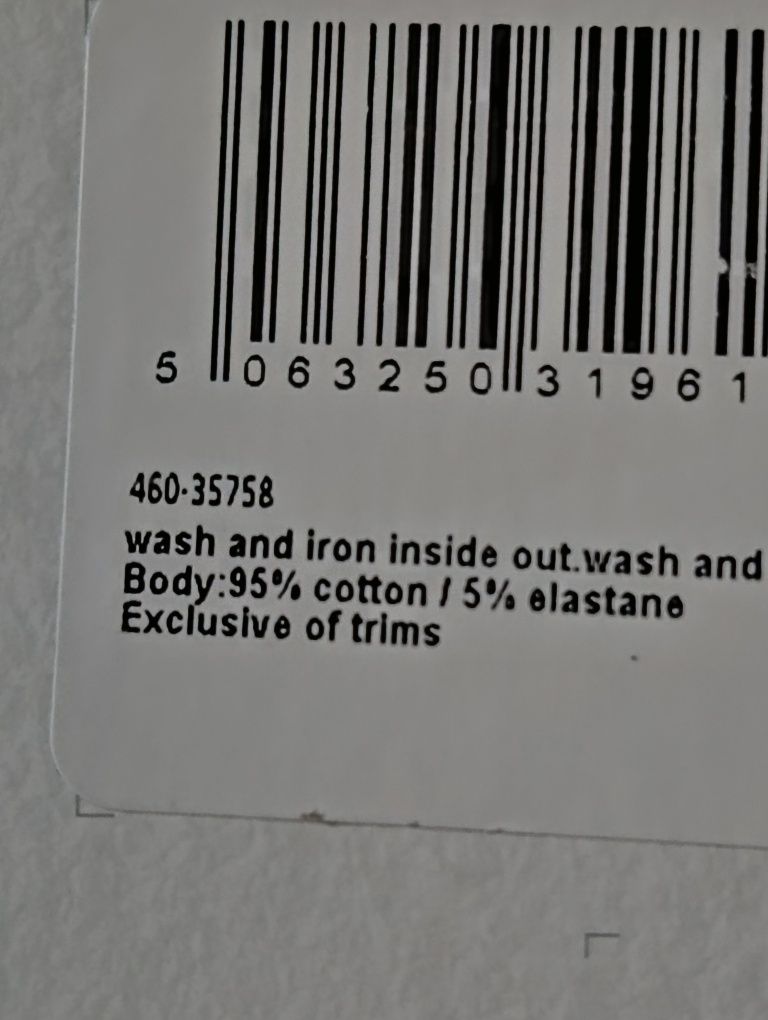 5 063250 31961
460-35758
wash and iron inside out.wash and
Body:95% cotton / 5% elastane
Exclusive of trims